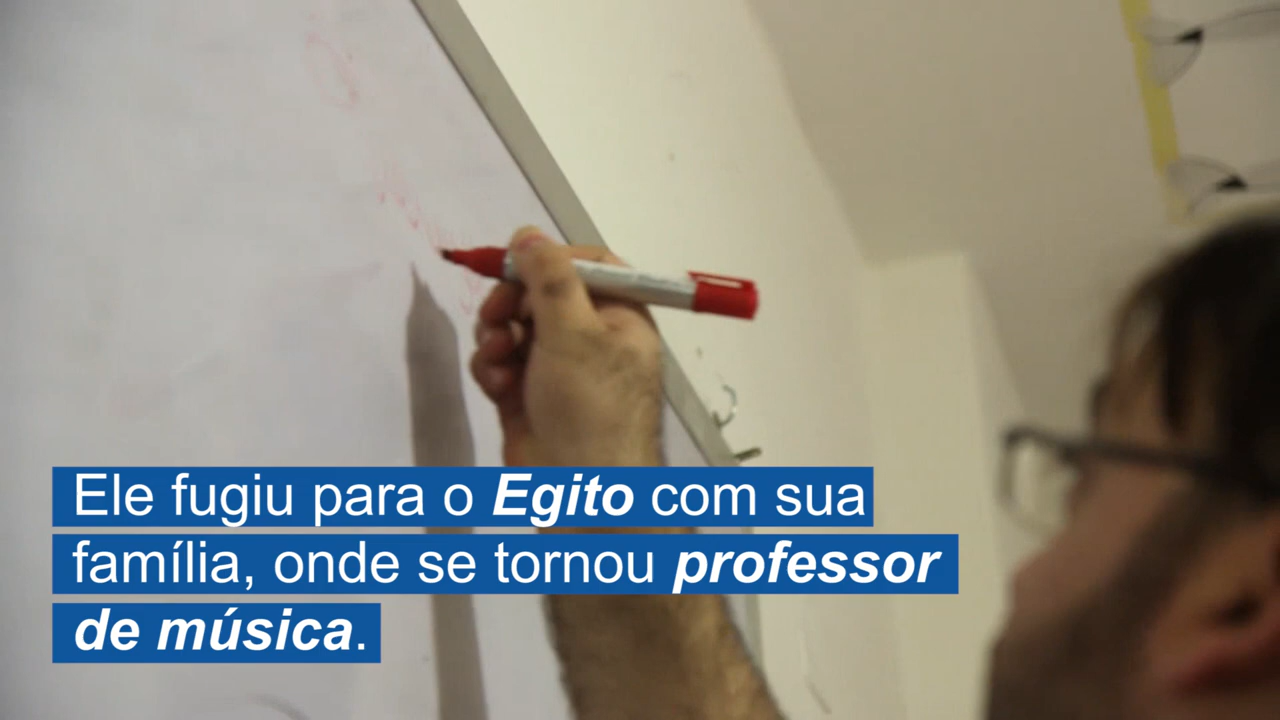 Ele fugiu para o Egito com sua
família, onde se tornou professor
de música.